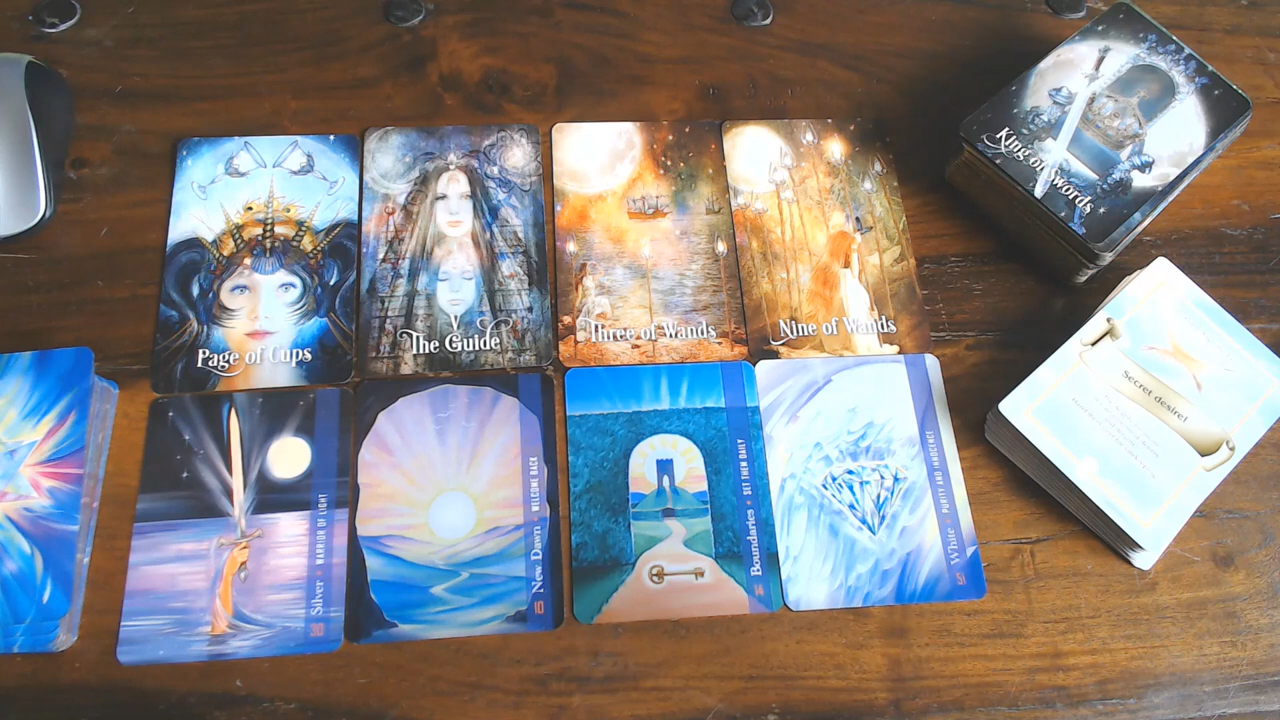 Page of Cups
The Guide
Three of Wands
Nine of Wands
King of Swords
Secret desire!
Silver • WARRIOR OF LIGHT
30
New Dawn • WELCOME BACK
10
Boundaries • SET THEN DAILY
14
White • PURITY AND INNOCENCE
51